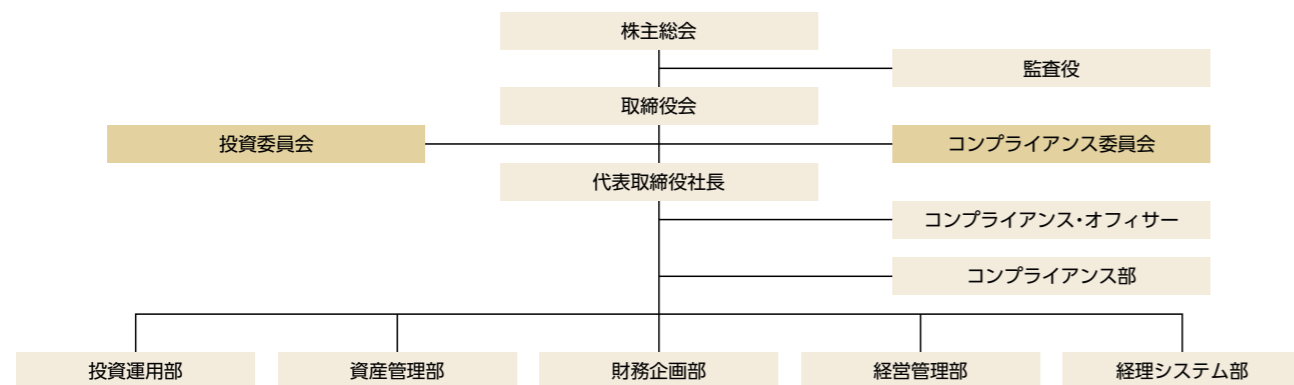 株主総会
監査役
取締役会
投資委員会
コンプライアンス委員会
代表取締役社長
コンプライアンス・オフィサー
コンプライアンス部
投資運用部
資産管理部
財務企画部
経営管理部
経理システム部